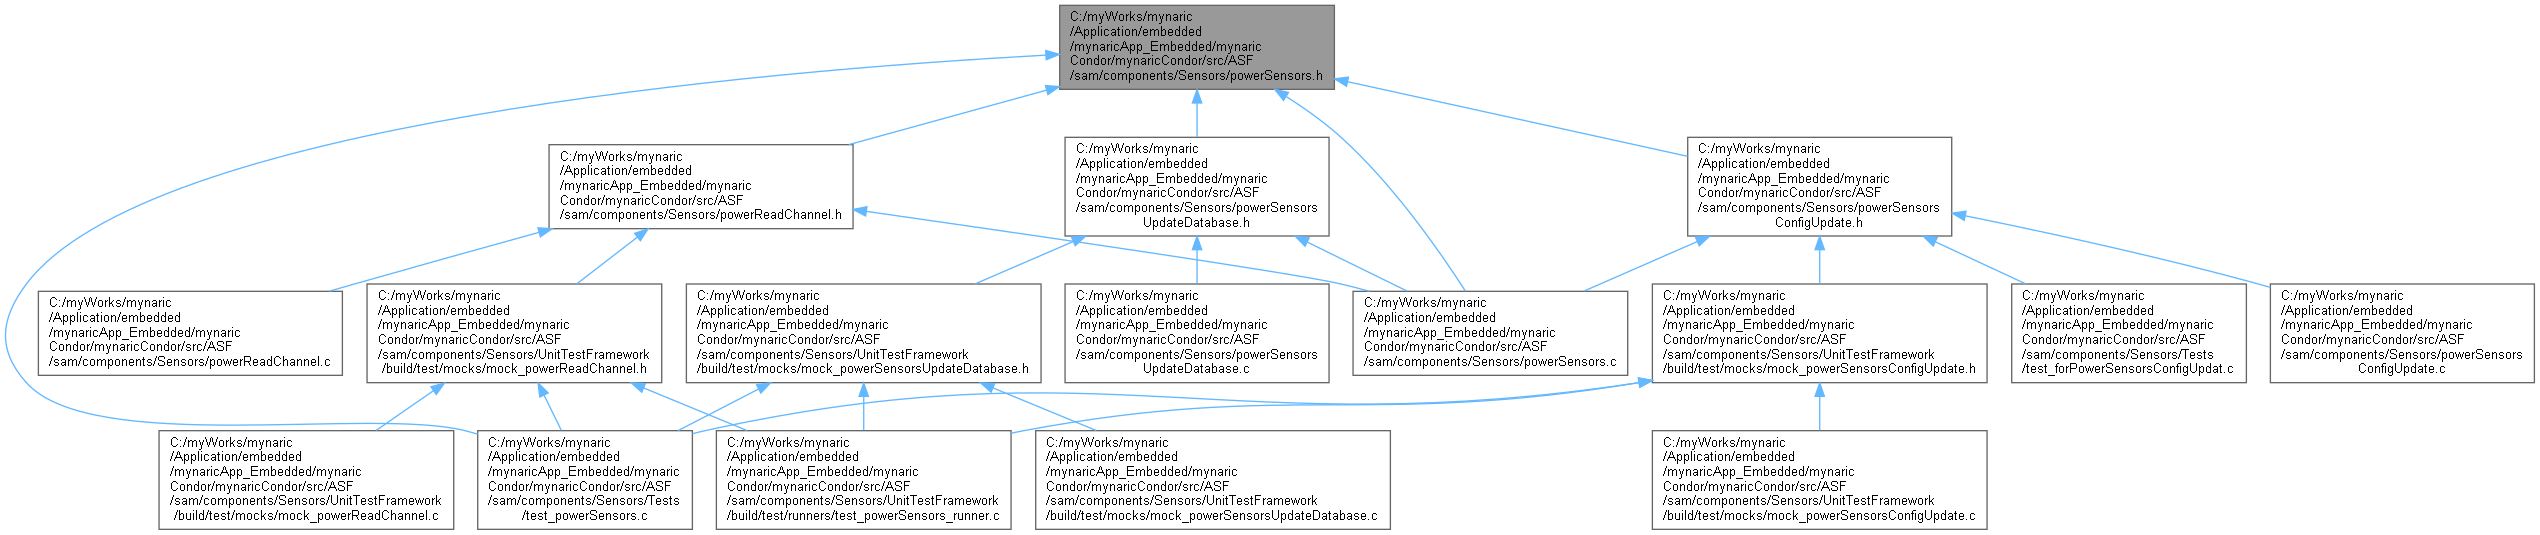 C:/myWorks/mynaric
/Application/embedded
/mynaricApp_Embedded/mynaric
Condor/mynaricCondor/src/ASF
/sam/components/Sensors/powerSensors.h
C:/myWorks/mynaric
/Application/embedded
/mynaricApp_Embedded/mynaric
Condor/mynaricCondor/src/ASF
/sam/components/Sensors/powerReadChannel.h
C:/myWorks/mynaric
/Application/embedded
/mynaricApp_Embedded/mynaric
Condor/mynaricCondor/src/ASF
/sam/components/Sensors/powerSensors
UpdateDatabase.h
C:/myWorks/mynaric
/Application/embedded
/mynaricApp_Embedded/mynaric
Condor/mynaricCondor/src/ASF
/sam/components/Sensors/powerSensors
ConfigUpdate.h
C:/myWorks/mynaric
/Application/embedded
/mynaricApp_Embedded/mynaric
Condor/mynaricCondor/src/ASF
/sam/components/Sensors/powerReadChannel.c
C:/myWorks/mynaric
/Application/embedded
/mynaricApp_Embedded/mynaric
Condor/mynaricCondor/src/ASF
/sam/components/Sensors/UnitTestFramework
/build/test/mocks/mock_powerReadChannel.h
C:/myWorks/mynaric
/Application/embedded
/mynaricApp_Embedded/mynaric
Condor/mynaricCondor/src/ASF
/sam/components/Sensors/UnitTestFramework
/build/test/mocks/mock_powerSensorsUpdateDatabase.h
C:/myWorks/mynaric
/Application/embedded
/mynaricApp_Embedded/mynaric
Condor/mynaricCondor/src/ASF
/sam/components/Sensors/powerSensors
UpdateDatabase.c
C:/myWorks/mynaric
/Application/embedded
/mynaricApp_Embedded/mynaric
Condor/mynaricCondor/src/ASF
/sam/components/Sensors/powerSensors.c
C:/myWorks/mynaric
/Application/embedded
/mynaricApp_Embedded/mynaric
Condor/mynaricCondor/src/ASF
/sam/components/Sensors/UnitTestFramework
/build/test/mocks/mock_powerSensorsConfigUpdate.h
C:/myWorks/mynaric
/Application/embedded
/mynaricApp_Embedded/mynaric
Condor/mynaricCondor/src/ASF
/sam/components/Sensors/Tests
/test_forPowerSensorsConfigUpdat.c
C:/myWorks/mynaric
/Application/embedded
/mynaricApp_Embedded/mynaric
Condor/mynaricCondor/src/ASF
/sam/components/Sensors/powerSensors
ConfigUpdate.c
C:/myWorks/mynaric
/Application/embedded
/mynaricApp_Embedded/mynaric
Condor/mynaricCondor/src/ASF
/sam/components/Sensors/UnitTestFramework
/build/test/mocks/mock_powerReadChannel.c
C:/myWorks/mynaric
/Application/embedded
/mynaricApp_Embedded/mynaric
Condor/mynaricCondor/src/ASF
/sam/components/Sensors/Tests
/test_powerSensors.c
C:/myWorks/mynaric
/Application/embedded
/mynaricApp_Embedded/mynaric
Condor/mynaricCondor/src/ASF
/sam/components/Sensors/UnitTestFramework
/build/test/runners/test_powerSensors_runner.c
C:/myWorks/mynaric
/Application/embedded
/mynaricApp_Embedded/mynaric
Condor/mynaricCondor/src/ASF
/sam/components/Sensors/UnitTestFramework
/build/test/mocks/mock_powerSensorsUpdateDatabase.c
C:/myWorks/mynaric
/Application/embedded
/mynaricApp_Embedded/mynaric
Condor/mynaricCondor/src/ASF
/sam/components/Sensors/UnitTestFramework
/build/test/mocks/mock_powerSensorsConfigUpdate.c